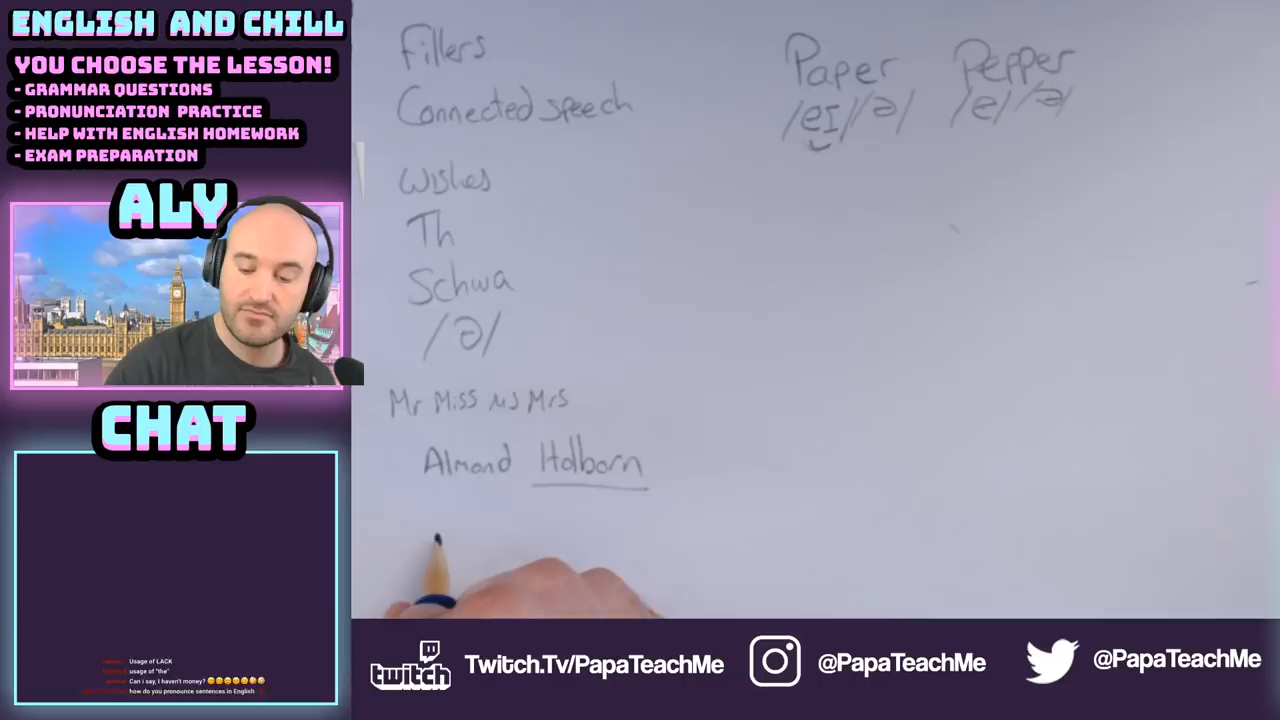 ENGLISH AND CHILL
YOU CHOOSE THE LESSON!
- GRAMMAR QUESTIONS
- PRONUNCIATION PRACTICE
- HELP WITH ENGLISH HOMEWORK
- EXAM PREPARATION
ALY
CHAT
Usage of LACK
usage of "the"
Can i say, I haven't money?
how do you pronounce sentences in English
Fillers
Connected speech
Wishes
Th
Schwa
/ə/
Mr Miss Ms Mrs
Almond Holborn
Paper Pepper
/eɪ/ /ə/ /e/ /ə/
twitch
Twitch.Tv/PapaTeachMe
@PapaTeachMe
@PapaTeachMe